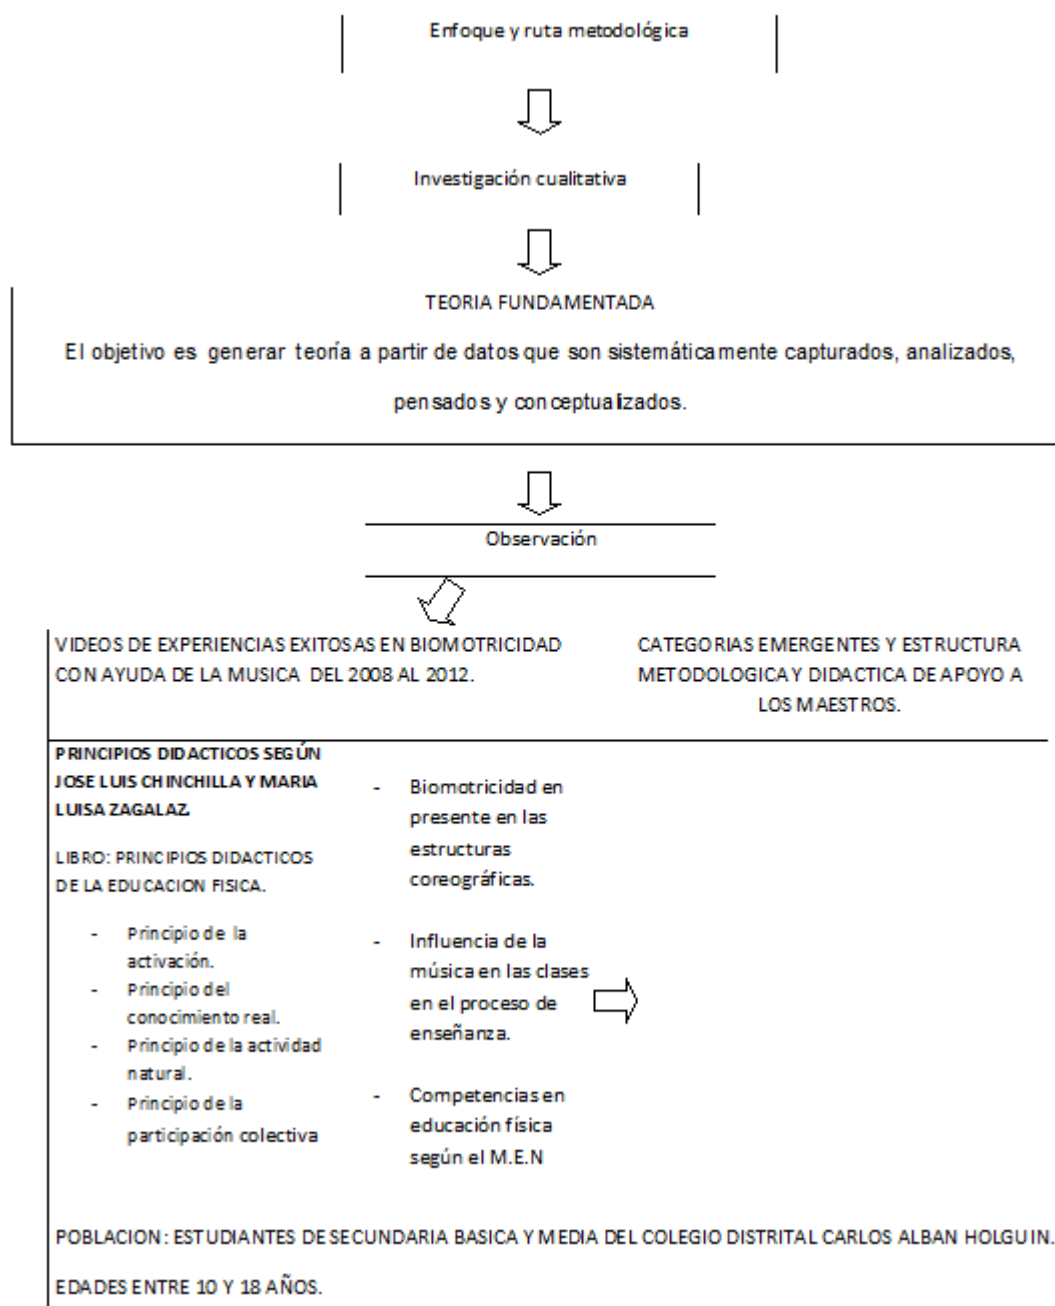 Enfoque y ruta metodológica
Investigación cualitativa
TEORIA FUNDAMENTADA
El objetivo es generar teoría a partir de datos que son sistemáticamente capturados, analizados,
pensados y conceptualizados.
Observación
VIDEOS DE EXPERIENCIAS EXITOSAS EN BIOMOTRICIDAD
CON AYUDA DE LA MUSICA DEL 2008 AL 2012.
CATEGORIAS EMERGENTES Y ESTRUCTURA
METODOLOGICA Y DIDACTICA DE APOYO A
LOS MAESTROS.
PRINCIPIOS DIDACTICOS SEGÚN
JOSE LUIS CHINCHILLA Y MARIA
LUISA ZAGALAZ.
LIBRO: PRINCIPIOS DIDACTICOS
DE LA EDUCACION FISICA.
- Principio de la
activación.
- Principio del
conocimiento real.
- Principio de la actividad
natural.
- Principio de la
participación colectiva
- Biomotricidad en
presente en las
estructuras
coreográficas.
- Influencia de la
música en las clases
en el proceso de
enseñanza.
- Competencias en
educación física
según el M.E.N
POBLACION: ESTUDIANTES DE SECUNDARIA BASICA Y MEDIA DEL COLEGIO DISTRITAL CARLOS ALBAN HOLGUIN.
EDADES ENTRE 10 Y 18 AÑOS.